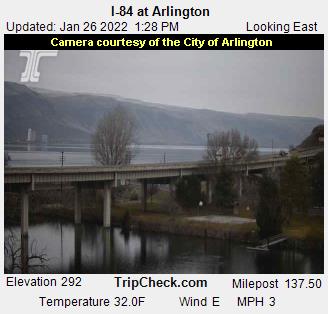 I-84 at Arlington
Updated: Jan 26 2022 1:28 PM Looking East
Camera courtesy of the City of Arlington
Elevation 292 TripCheck.com Milepost 137.50
Temperature 32.0F Wind E MPH 3